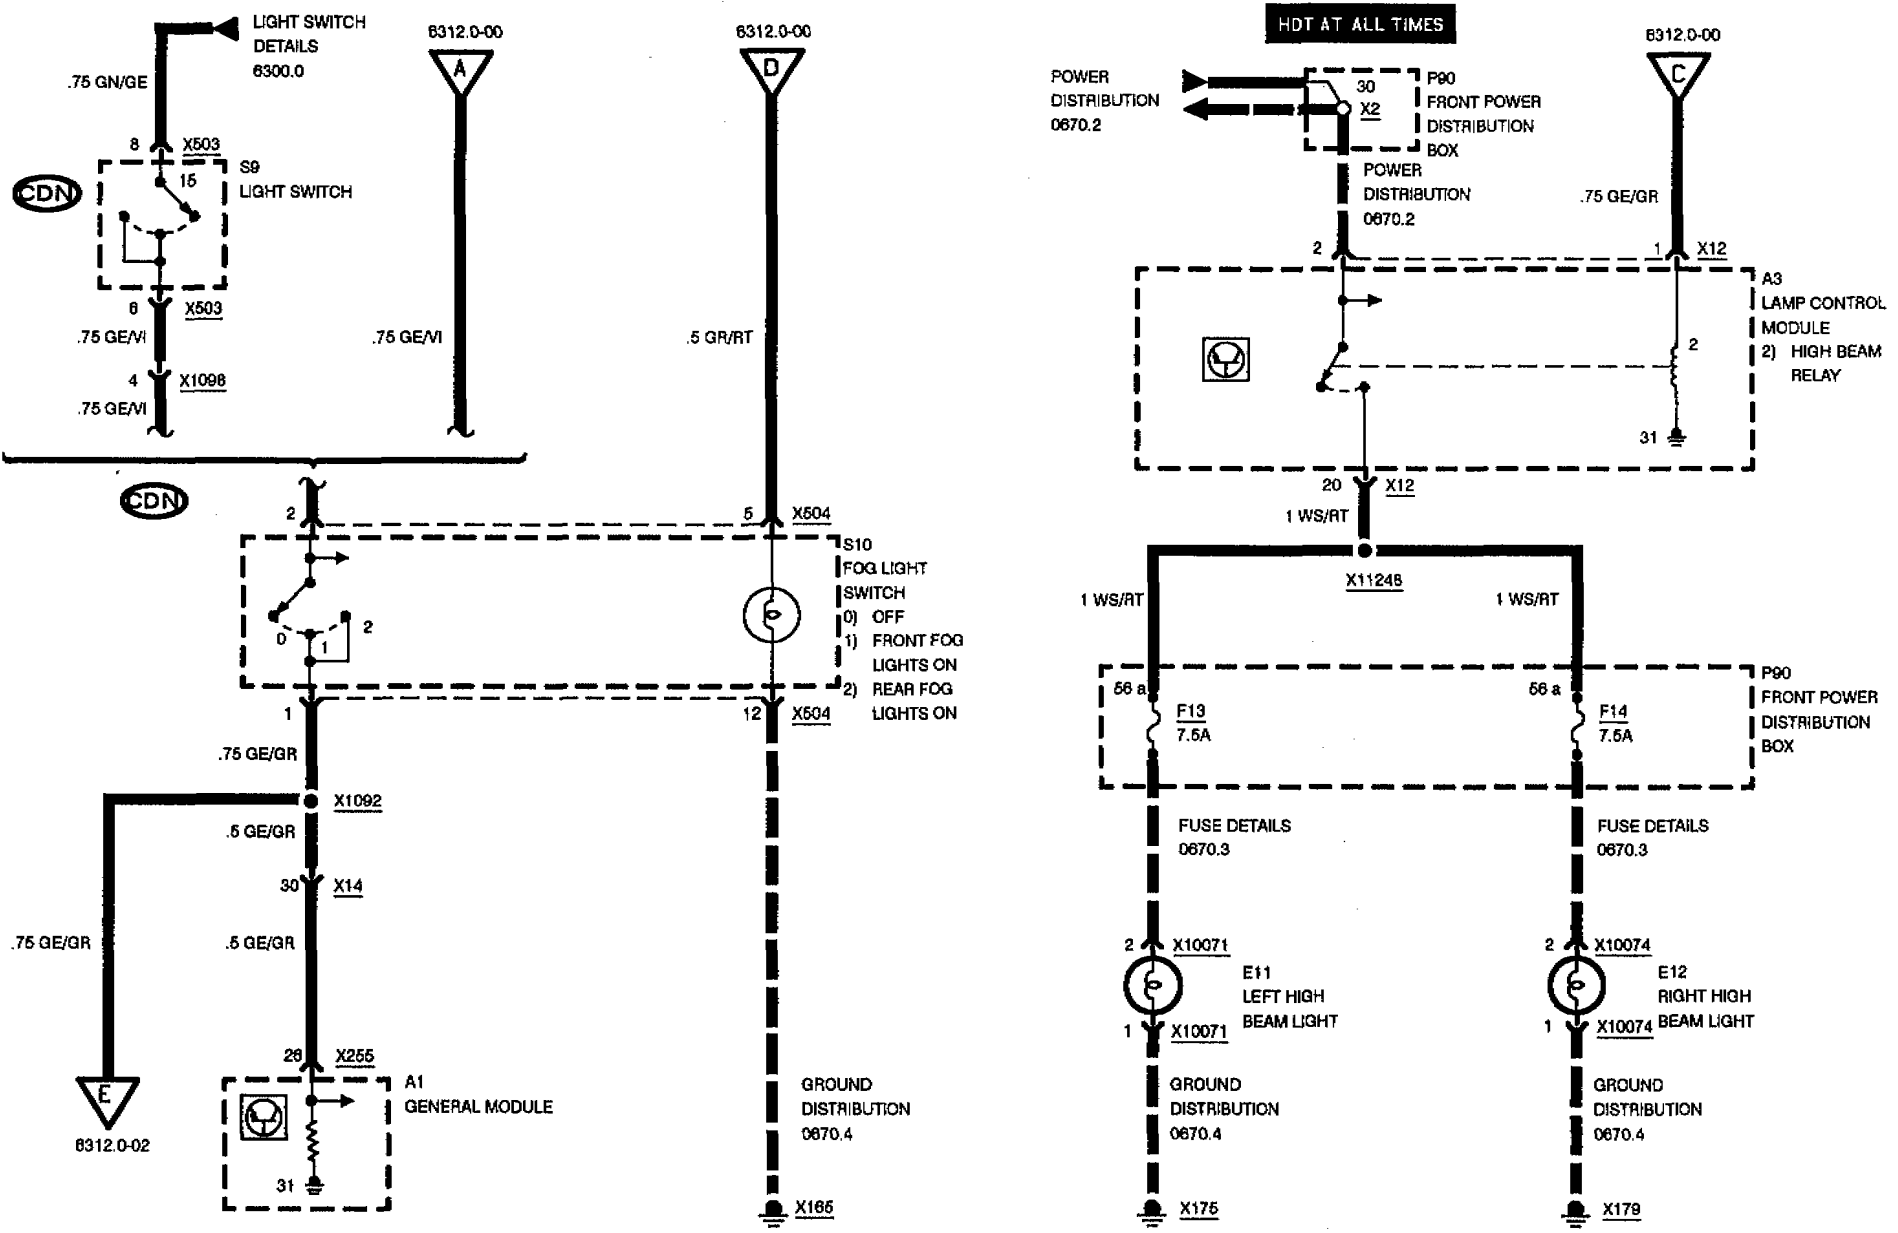 LIGHT SWITCH
DETAILS
6300.0
.75 GN/GE
8
X503
S9
LIGHT SWITCH
15
CDN
6
X503
.75 GE/VI
4
X1098
.75 GE/VI
6312.0-00
A
.75 GE/VI
6312.0-00
D
.5 GR/RT
CDN
2
5
X504
S10
FOG LIGHT
SWITCH
0) OFF
1) FRONT FOG
LIGHTS ON
2) REAR FOG
LIGHTS ON
0
1
2
1
12
X504
.75 GE/GR
X1092
.5 GE/GR
30
X14
.75 GE/GR
.5 GE/GR
26
X255
E
6312.0-02
A1
GENERAL MODULE
31
GROUND
DISTRIBUTION
0670.4
X165
HOT AT ALL TIMES
POWER
DISTRIBUTION
0670.2
30
X2
P90
FRONT POWER
DISTRIBUTION
BOX
POWER
DISTRIBUTION
0670.2
6312.0-00
C
.75 GE/GR
2
1
X12
A3
LAMP CONTROL
MODULE
2) HIGH BEAM
RELAY
2
31
20
X12
1 WS/RT
X11248
1 WS/RT
1 WS/RT
56 a
F13
7.5A
56 a
F14
7.5A
P90
FRONT POWER
DISTRIBUTION
BOX
FUSE DETAILS
0670.3
FUSE DETAILS
0670.3
2
X10071
E11
LEFT HIGH
BEAM LIGHT
1
X10071
2
X10074
E12
RIGHT HIGH
BEAM LIGHT
1
X10074
GROUND
DISTRIBUTION
0670.4
GROUND
DISTRIBUTION
0670.4
X175
X179